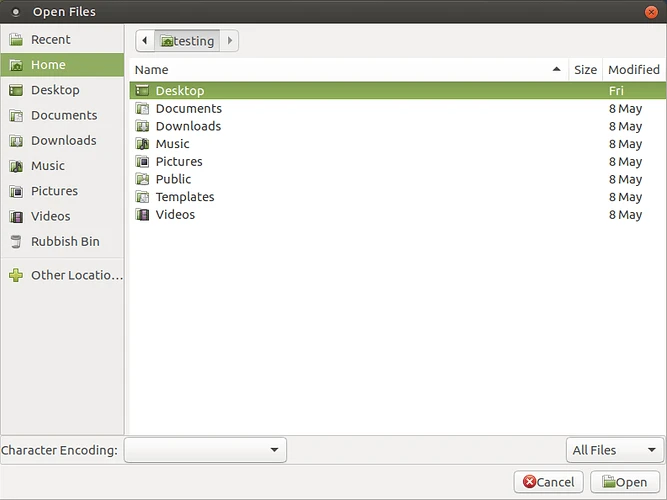 Open Files
Recent
Home
Desktop
Documents
Downloads
Music
Pictures
Videos
Rubbish Bin
Other Locatio...
testing
Name Size Modified
Desktop Fri
Documents 8 May
Downloads 8 May
Music 8 May
Pictures 8 May
Public 8 May
Templates 8 May
Videos 8 May
Character Encoding: All Files
Cancel Open